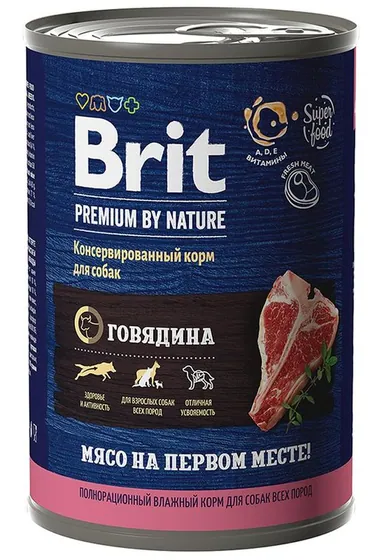 Brit
PREMIUM BY NATURE
Консервированный корм
для собак
A, D, E
ВИТАМИНЫ
Super
food
FRESH MEAT
ГОВЯДИНА
ЗДОРОВЬЕ
И АКТИВНОСТЬ
ДЛЯ ВЗРОСЛЫХ СОБАК
ВСЕХ ПОРОД
ОТЛИЧНАЯ
УСВОЯЕМОСТЬ
МЯСО НА ПЕРВОМ МЕСТЕ!
ПОЛНОРАЦИОННЫЙ ВЛАЖНЫЙ КОРМ ДЛЯ СОБАК ВСЕХ ПОРОД